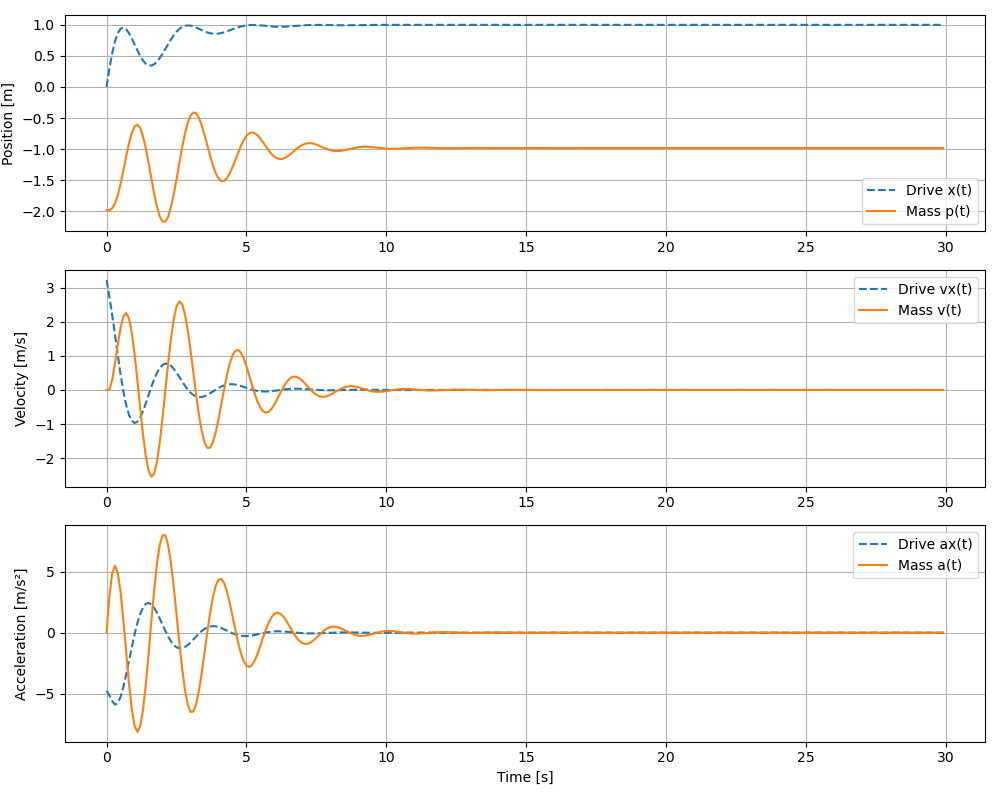 1.0
0.5
0.0
−0.5
−1.0
−1.5
−2.0
Position [m]
Drive x(t)
Mass p(t)
0 5 10 15 20 25 30
3
2
1
0
−1
−2
Velocity [m/s]
Drive vx(t)
Mass v(t)
0 5 10 15 20 25 30
5
0
−5
Acceleration [m/s²]
Drive ax(t)
Mass a(t)
0 5 10 15 20 25 30
Time [s]